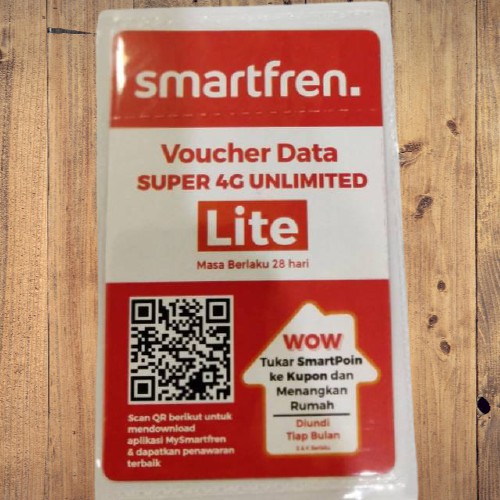 smartfren.
Voucher Data
SUPER 4G UNLIMITED
Lite
Masa Berlaku 28 hari
Scan QR berikut untuk
mendownload
aplikasi MySmartfren
& dapatkan penawaran
terbaik
WOW
Tukar SmartPoin
ke Kupon dan
Menangkan
Rumah
Diundi
Tiap Bulan
S & K Berlaku